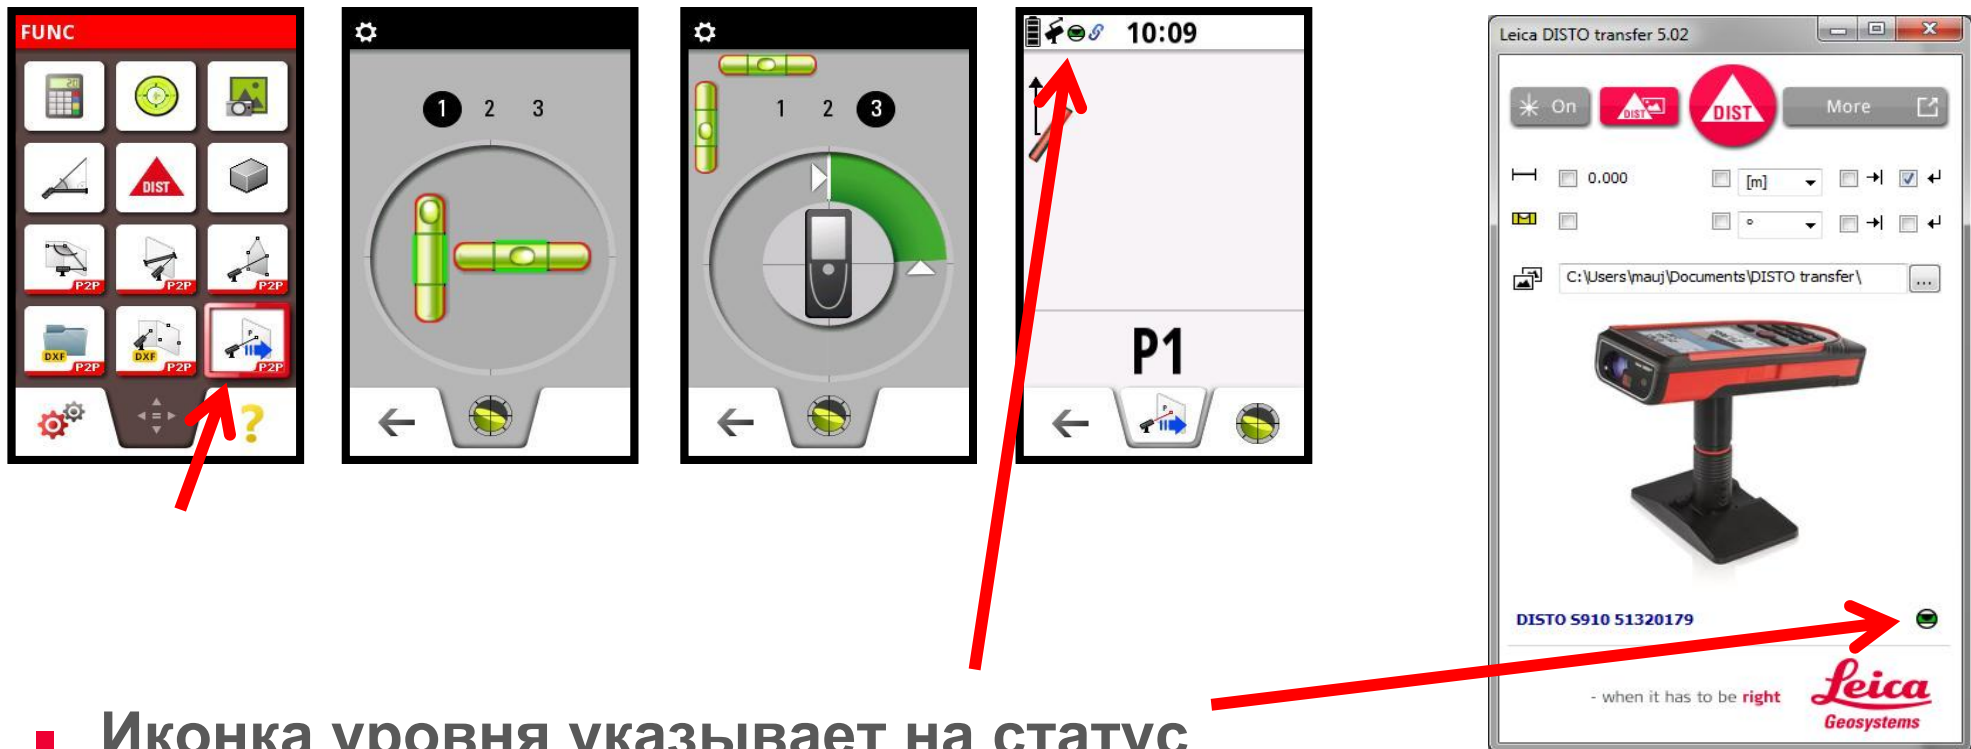 FUNC
DIST
P2P
P2P
P2P
DXF
P2P
DXF
P2P
P2P
?
1 2 3
1 2 3
10:09
P1
Leica DISTO transfer 5.02
On
DIST
DIST
More
0.000
[m]
°
C:\Users\mauj\Documents\DISTO transfer\
...
DISTO S910 51320179
- when it has to be right
Leica
Geosystems
Иконка уровня указывает на статус